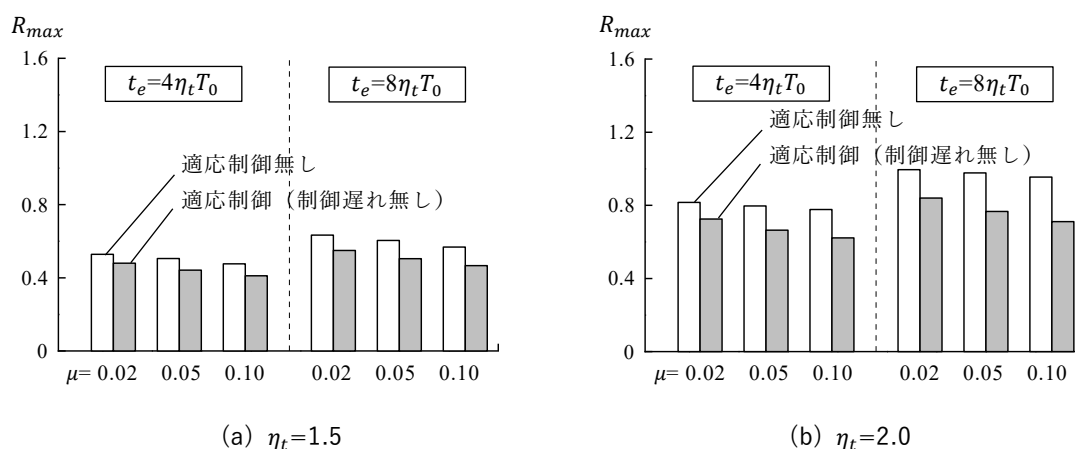 R_max
1.6
1.2
0.8
0.4
0
t_e=4η_tT_0
t_e=8η_tT_0
適応制御無し
適応制御（制御遅れ無し）
μ= 0.02 0.05 0.10 0.02 0.05 0.10
(a) η_t=1.5
R_max
1.6
1.2
0.8
0.4
0
t_e=4η_tT_0
t_e=8η_tT_0
適応制御無し
適応制御（制御遅れ無し）
μ= 0.02 0.05 0.10 0.02 0.05 0.10
(b) η_t=2.0